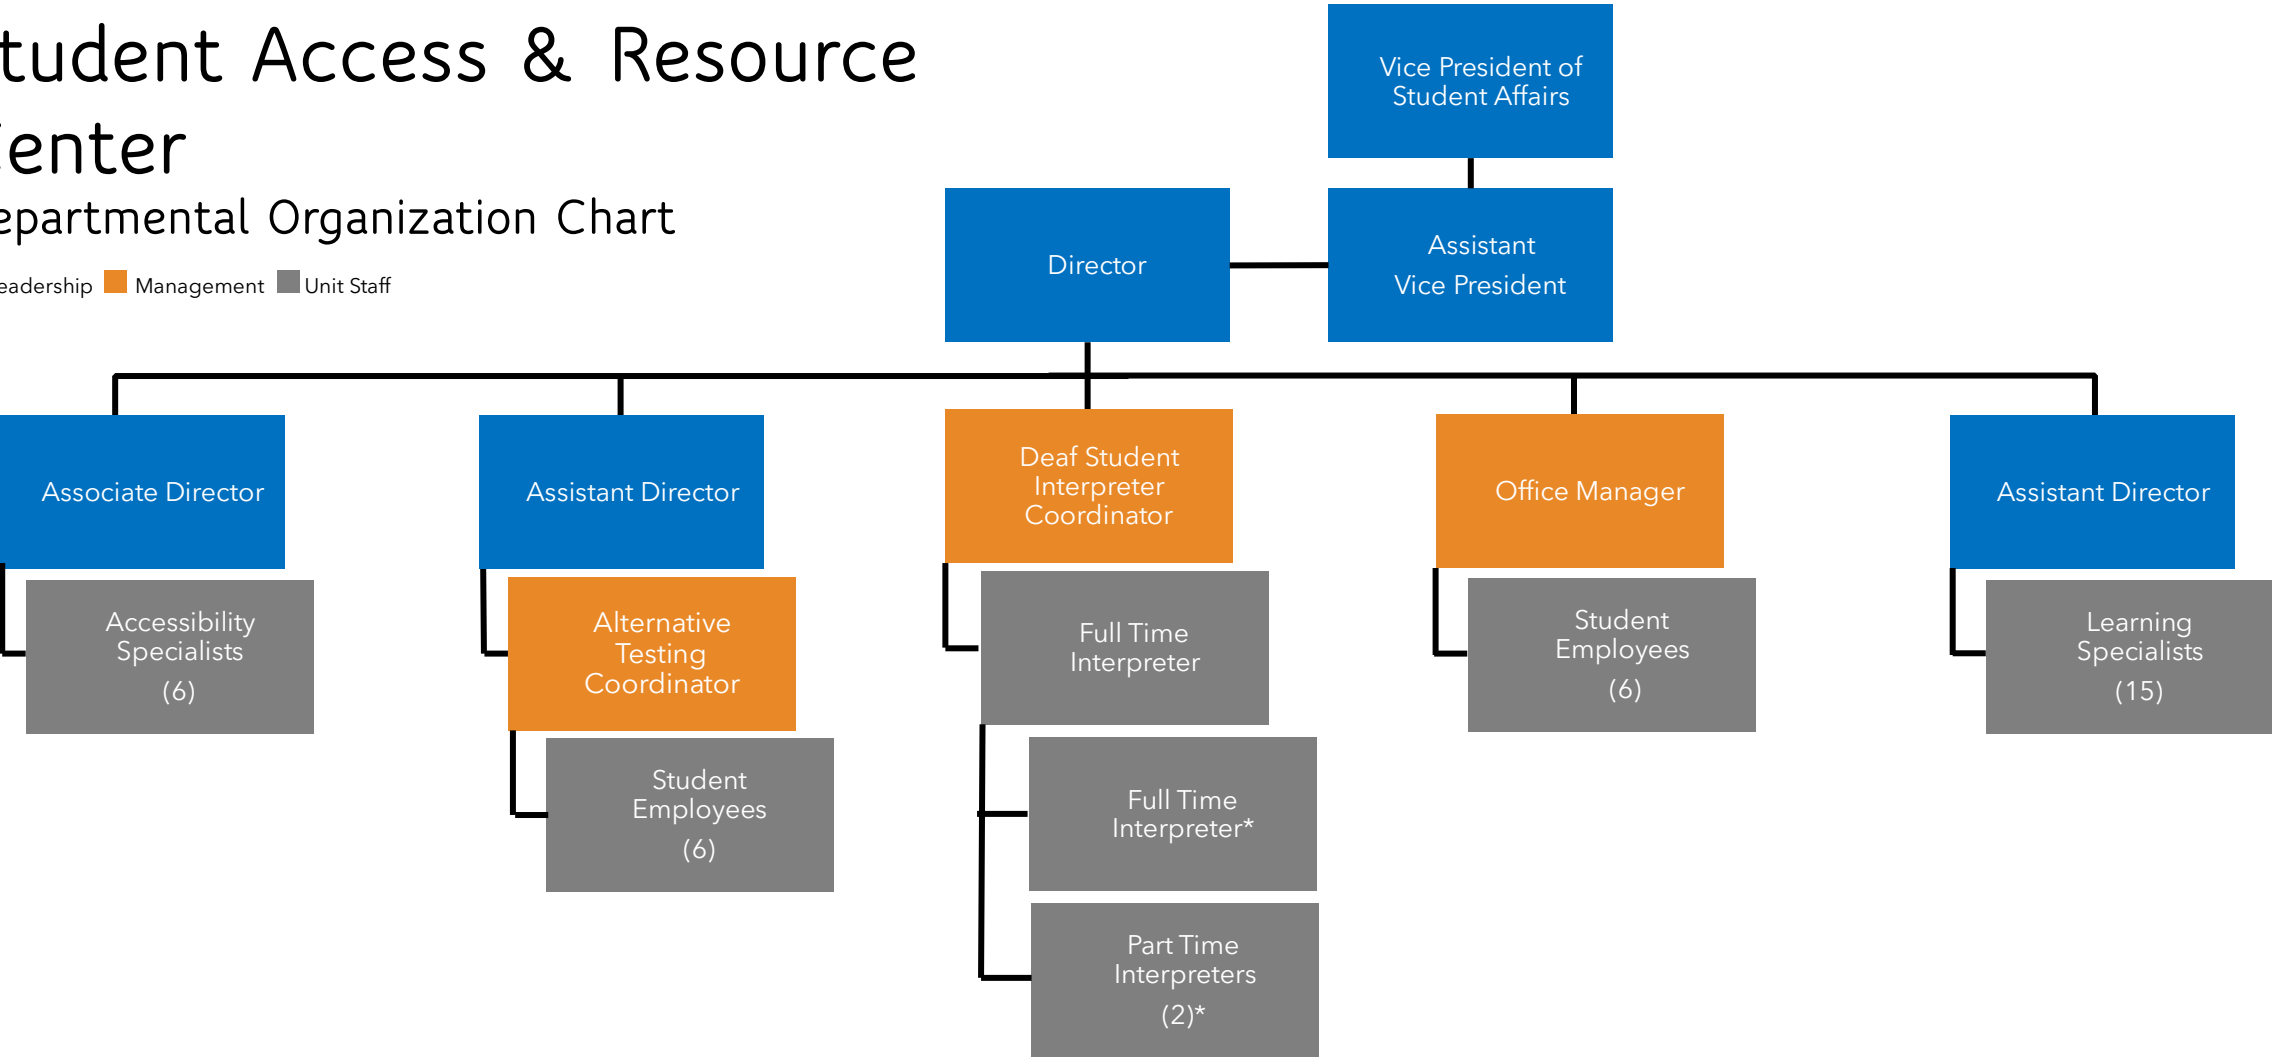 tudent Access & Resource
enter
epartmental Organization Chart
eadership Management Unit Staff
Vice President of
Student Affairs
Director
Assistant
Vice President
Associate Director
Assistant Director
Deaf Student
Interpreter
Coordinator
Office Manager
Assistant Director
Accessibility
Specialists
(6)
Alternative
Testing
Coordinator
Student
Employees
(6)
Full Time
Interpreter
Full Time
Interpreter*
Part Time
Interpreters
(2)*
Student
Employees
(6)
Learning
Specialists
(15)